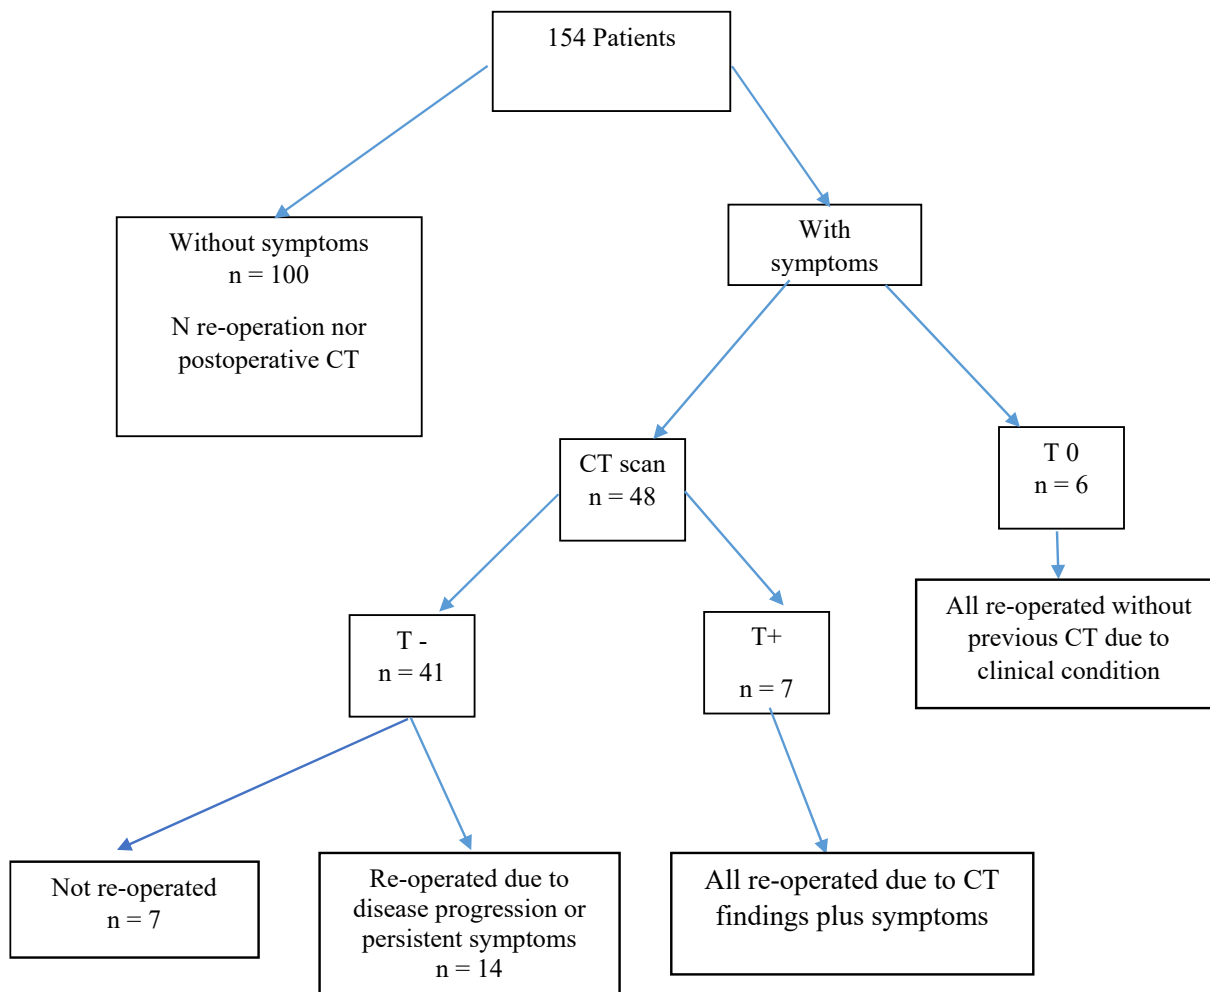 154 Patients
Without symptoms
n = 100
N re-operation nor
postoperative CT
With
symptoms
CT scan
n = 48
T 0
n = 6
T -
n = 41
T+
n = 7
All re-operated without
previous CT due to
clinical condition
Not re-operated
n = 7
Re-operated due to
disease progression or
persistent symptoms
n = 14
All re-operated due to CT
findings plus symptoms